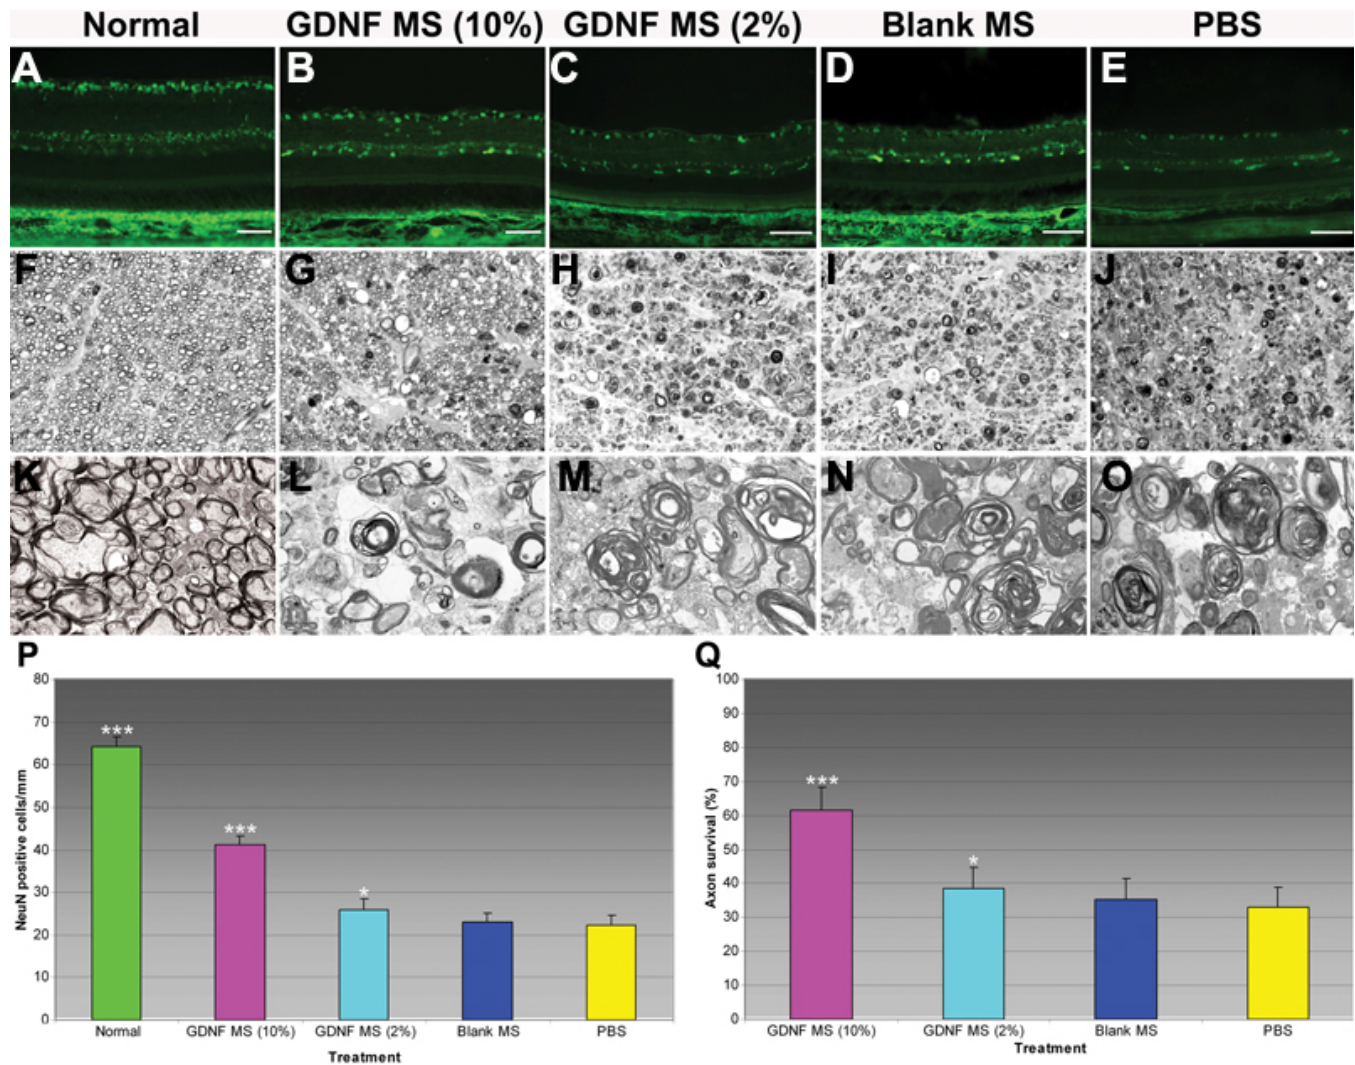 Normal GDNF MS (10%) GDNF MS (2%) Blank MS PBS
A B C D E
F G H I J
K L M N O
P
80
70
60
50
40
30
20
10
0
NeuN positive cells/mm
***
***
*
Normal GDNF MS (10%) GDNF MS (2%) Blank MS PBS
Treatment
Q
100
90
80
70
60
50
40
30
20
10
0
Axon survival (%)
***
*
GDNF MS (10%) GDNF MS (2%) Blank MS PBS
Treatment